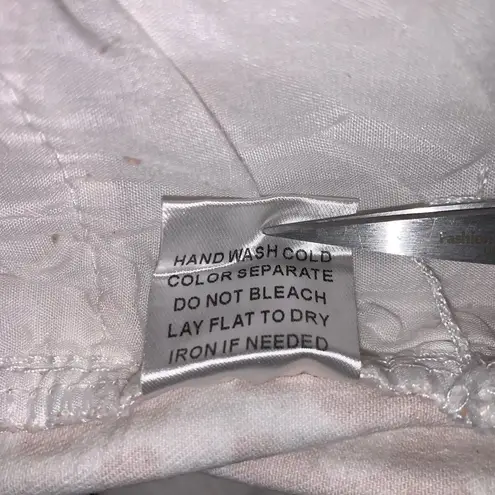 HAND WASH COLD
COLOR SEPARATE
DO NOT BLEACH
LAY FLAT TO DRY
IRON IF NEEDED